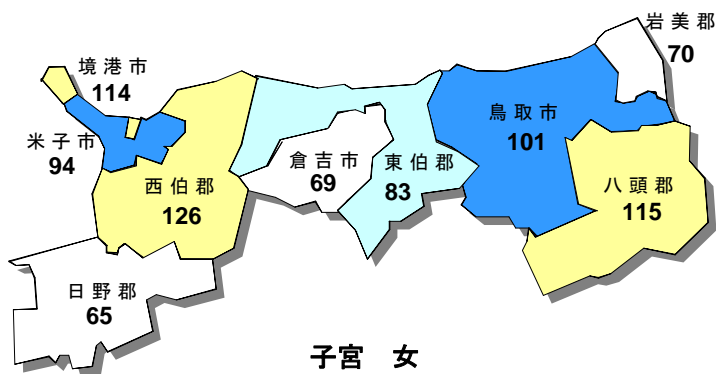 岩美郡
70
境港市
114
鳥取市
101
米子市
94
倉吉市
69
東伯郡
83
西伯郡
126
八頭郡
115
日野郡
65
子宮 女